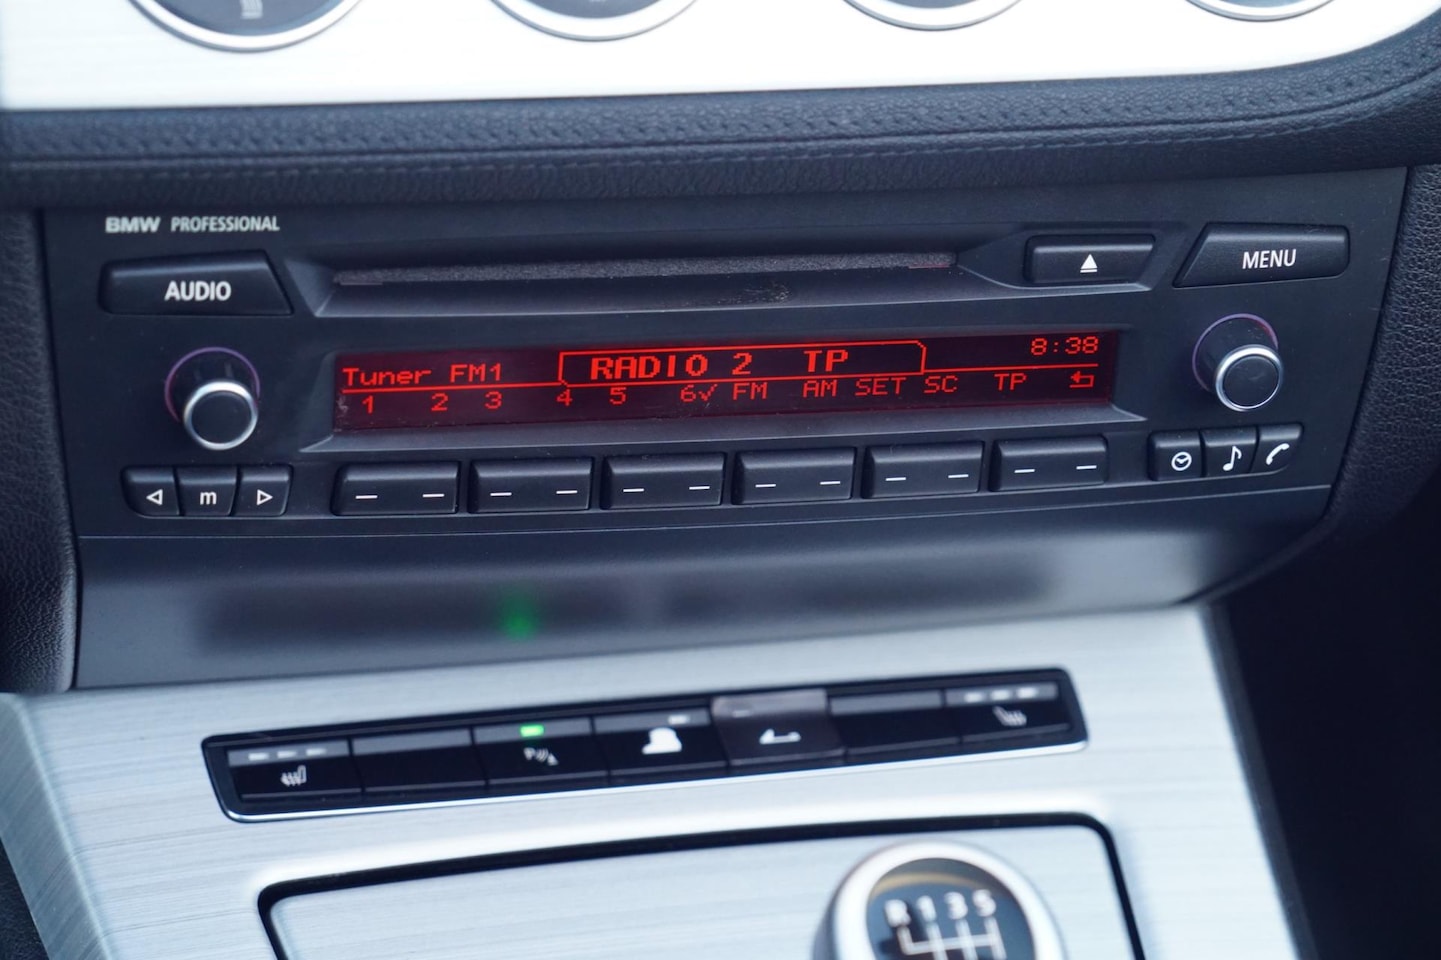 BMW PROFESSIONAL
AUDIO
MENU
Tuner FM1
RADIO 2 TP
8:38
1 2 3 4 5 6✓ FM AM SET SC TP
m
R 1 3 5